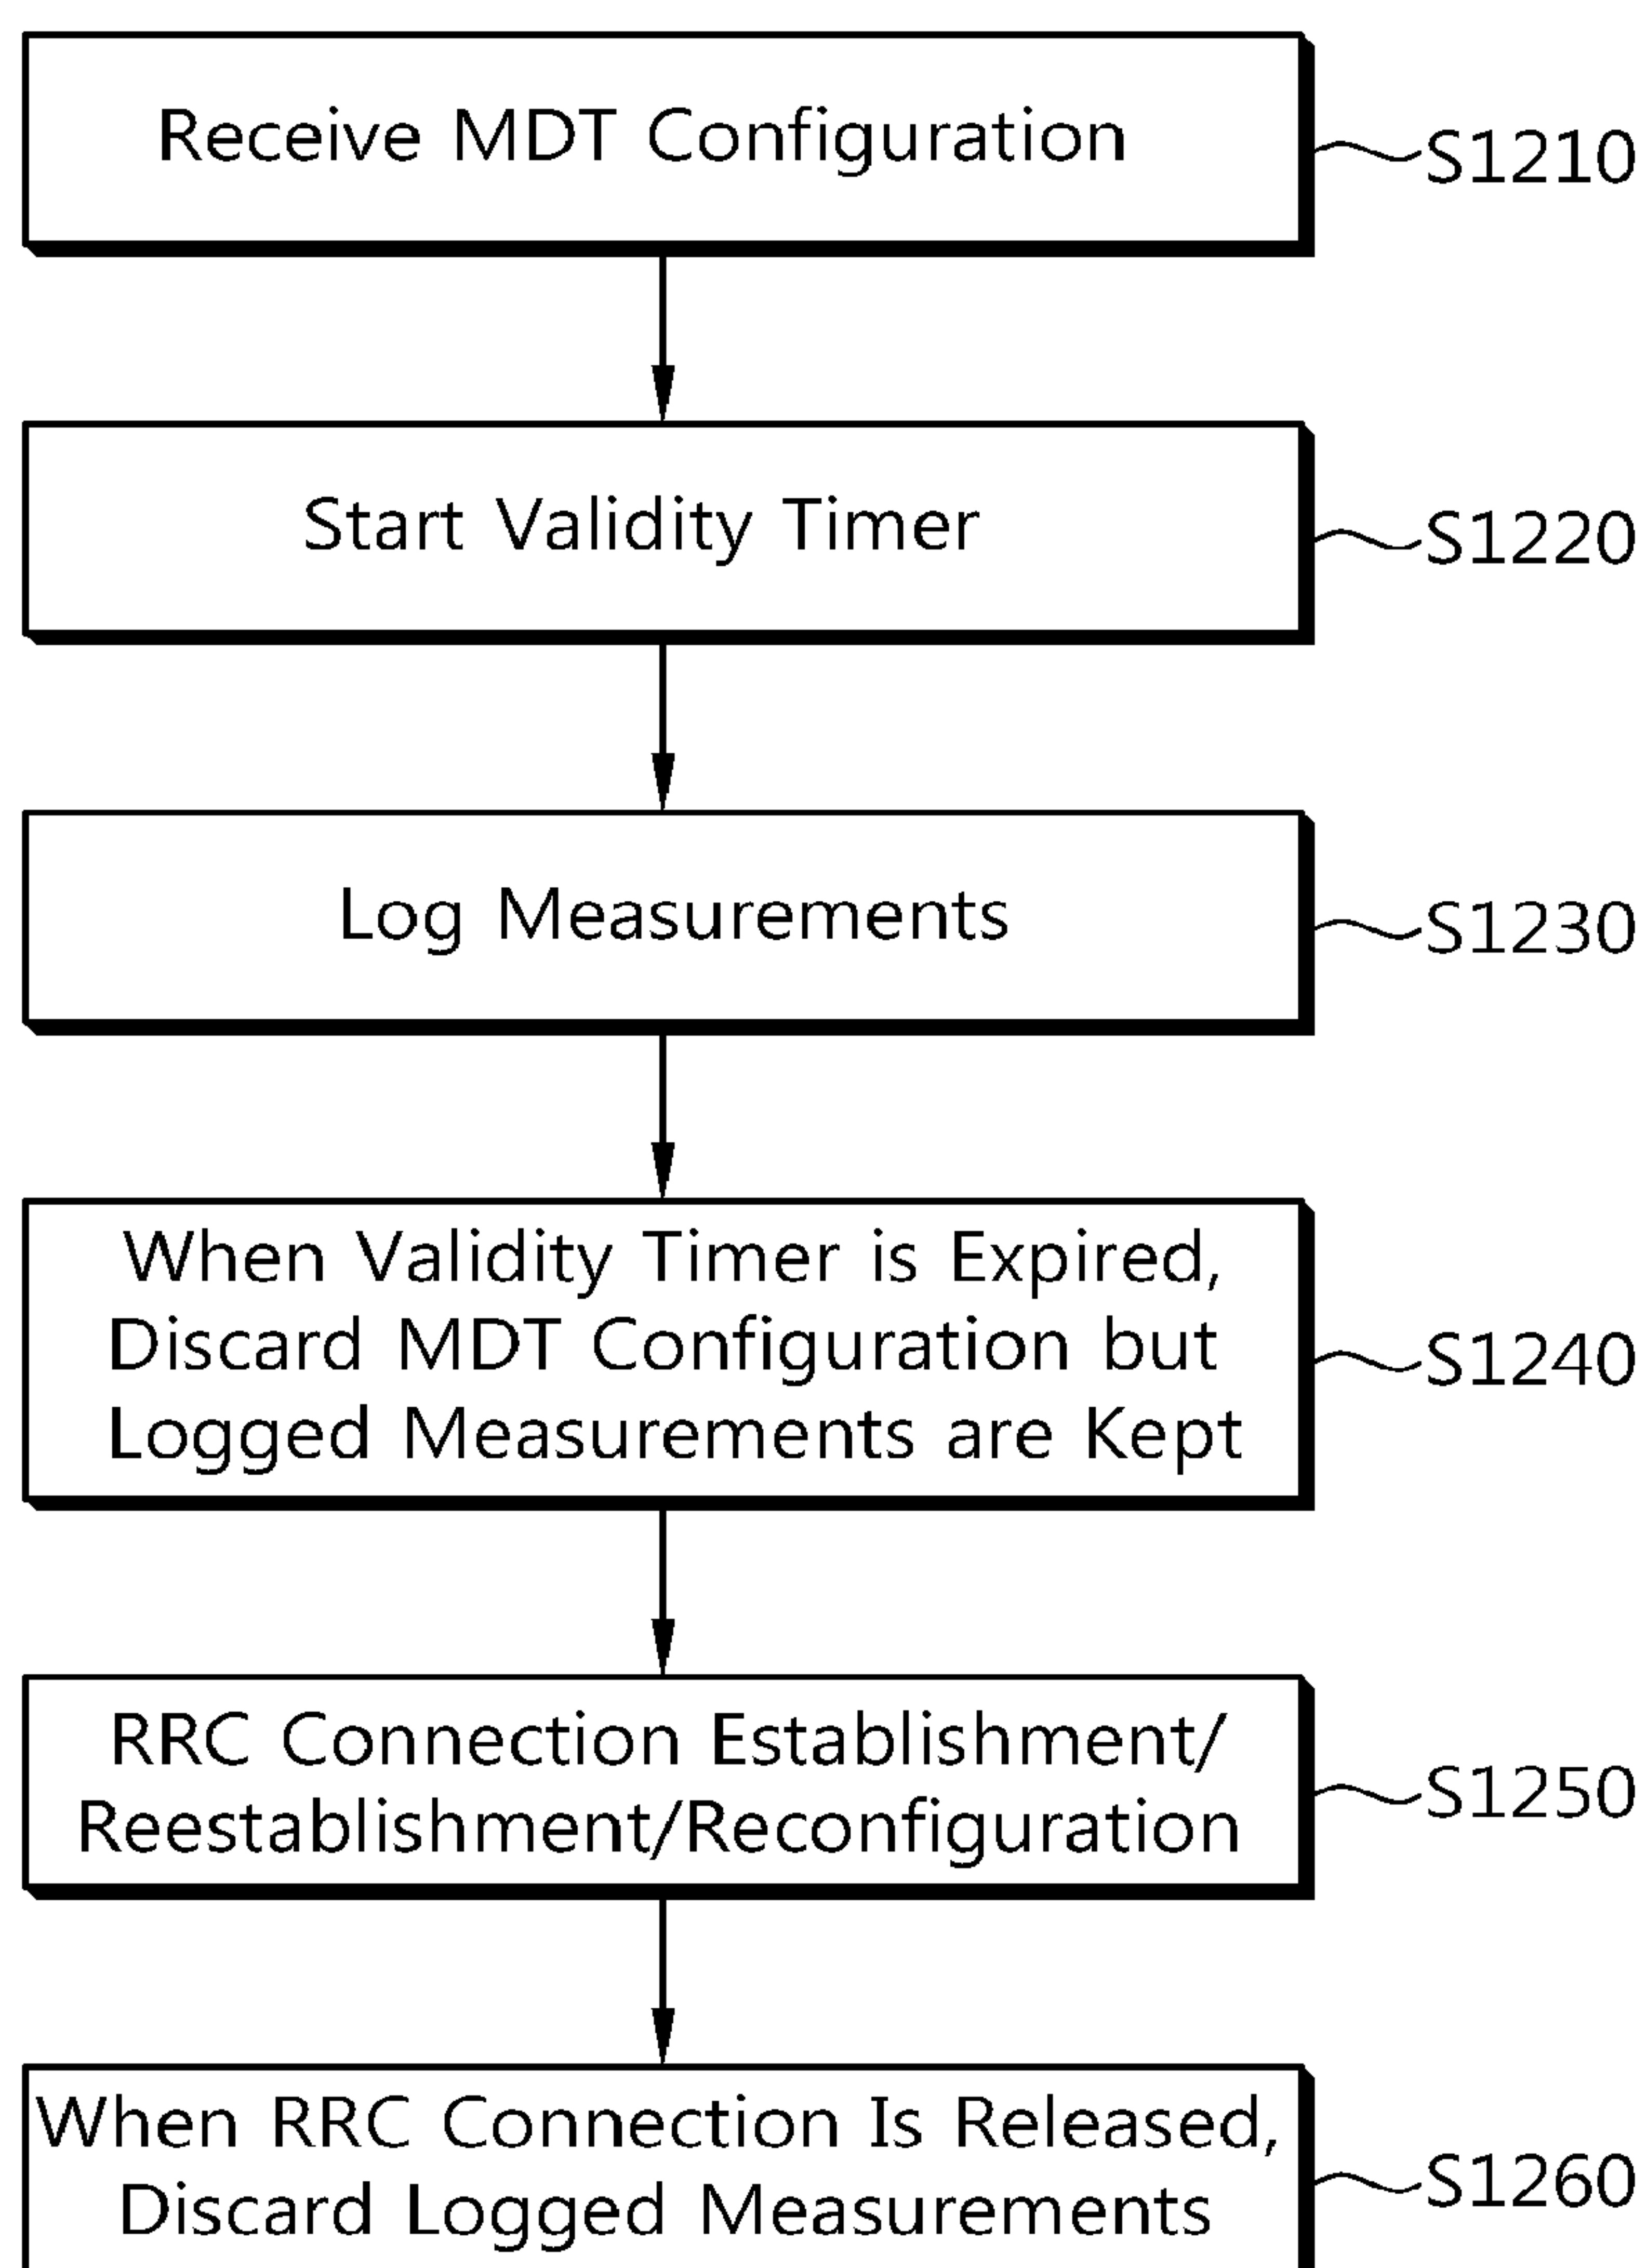 Receive MDT Configuration
S1210
Start Validity Timer
S1220
Log Measurements
S1230
When Validity Timer is Expired,
Discard MDT Configuration but
Logged Measurements are Kept
S1240
RRC Connection Establishment/
Reestablishment/Reconfiguration
S1250
When RRC Connection Is Released,
Discard Logged Measurements
S1260